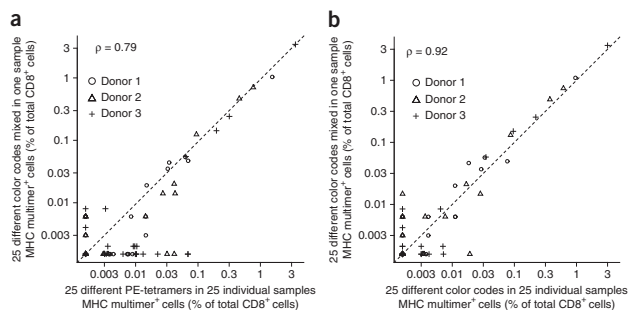 a
25 different color codes mixed in one sample
MHC multimer⁺ cells (% of total CD8⁺ cells)
ρ = 0.79
Donor 1
Donor 2
Donor 3
3
1
0.3
0.1
0.03
0.01
0.003
0.003 0.01 0.03 0.1 0.3 1 3
25 different PE-tetramers in 25 individual samples
MHC multimer⁺ cells (% of total CD8⁺ cells)
b
25 different color codes mixed in one sample
MHC multimer⁺ cells (% of total CD8⁺ cells)
ρ = 0.92
Donor 1
Donor 2
Donor 3
3
1
0.3
0.1
0.03
0.01
0.003
0.003 0.01 0.03 0.1 0.3 1 3
25 different color codes in 25 individual samples
MHC multimer⁺ cells (% of total CD8⁺ cells)